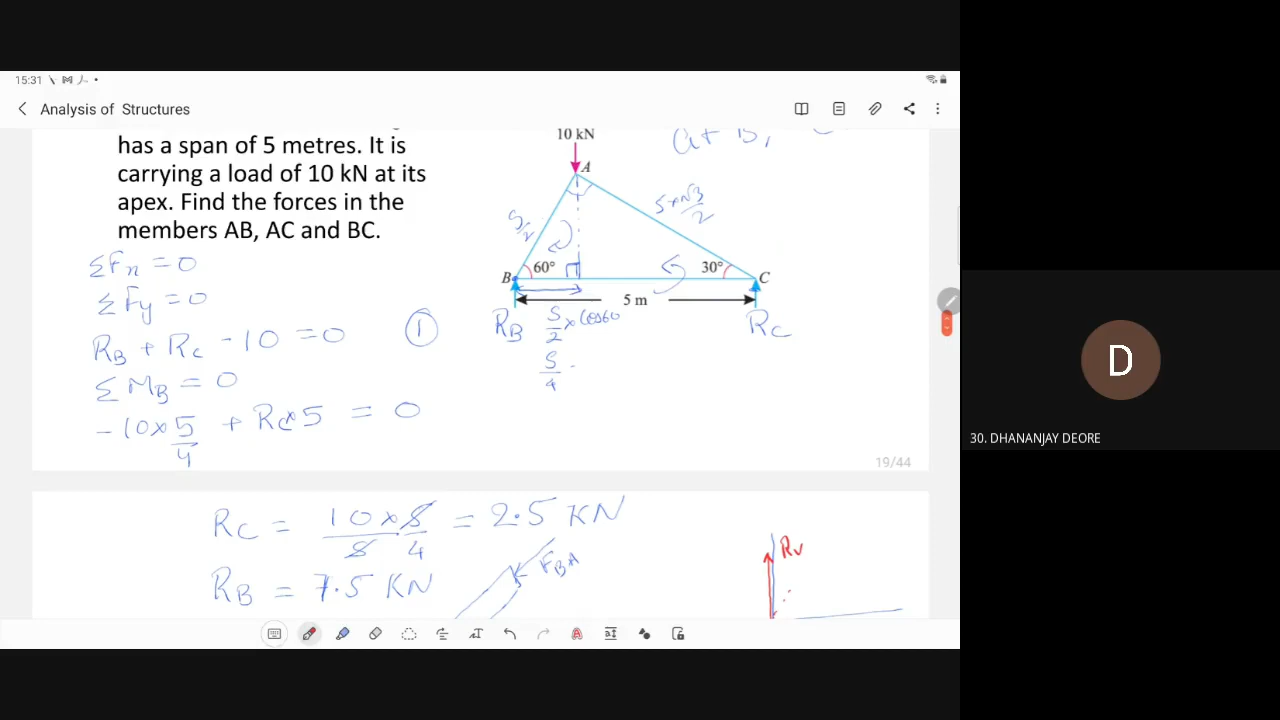 15:31
Analysis of Structures
has a span of 5 metres. It is
carrying a load of 10 kN at its
apex. Find the forces in the
members AB, AC and BC.
10 kN
A
at B,
5/2
5*√3/2
B 60° 30° C
5 m
RB
5/2 x Cos60
5/4
RC
ΣFn = 0
ΣFy = 0
RB + RC - 10 = 0 ①
ΣMB = 0
-10 x 5/4 + RC x 5 = 0
19/44
RC = 10 x 5 / 5 4 = 2.5 KN
FBA
RB = 7.5 KN
Rv
D
30. DHANANJAY DEORE